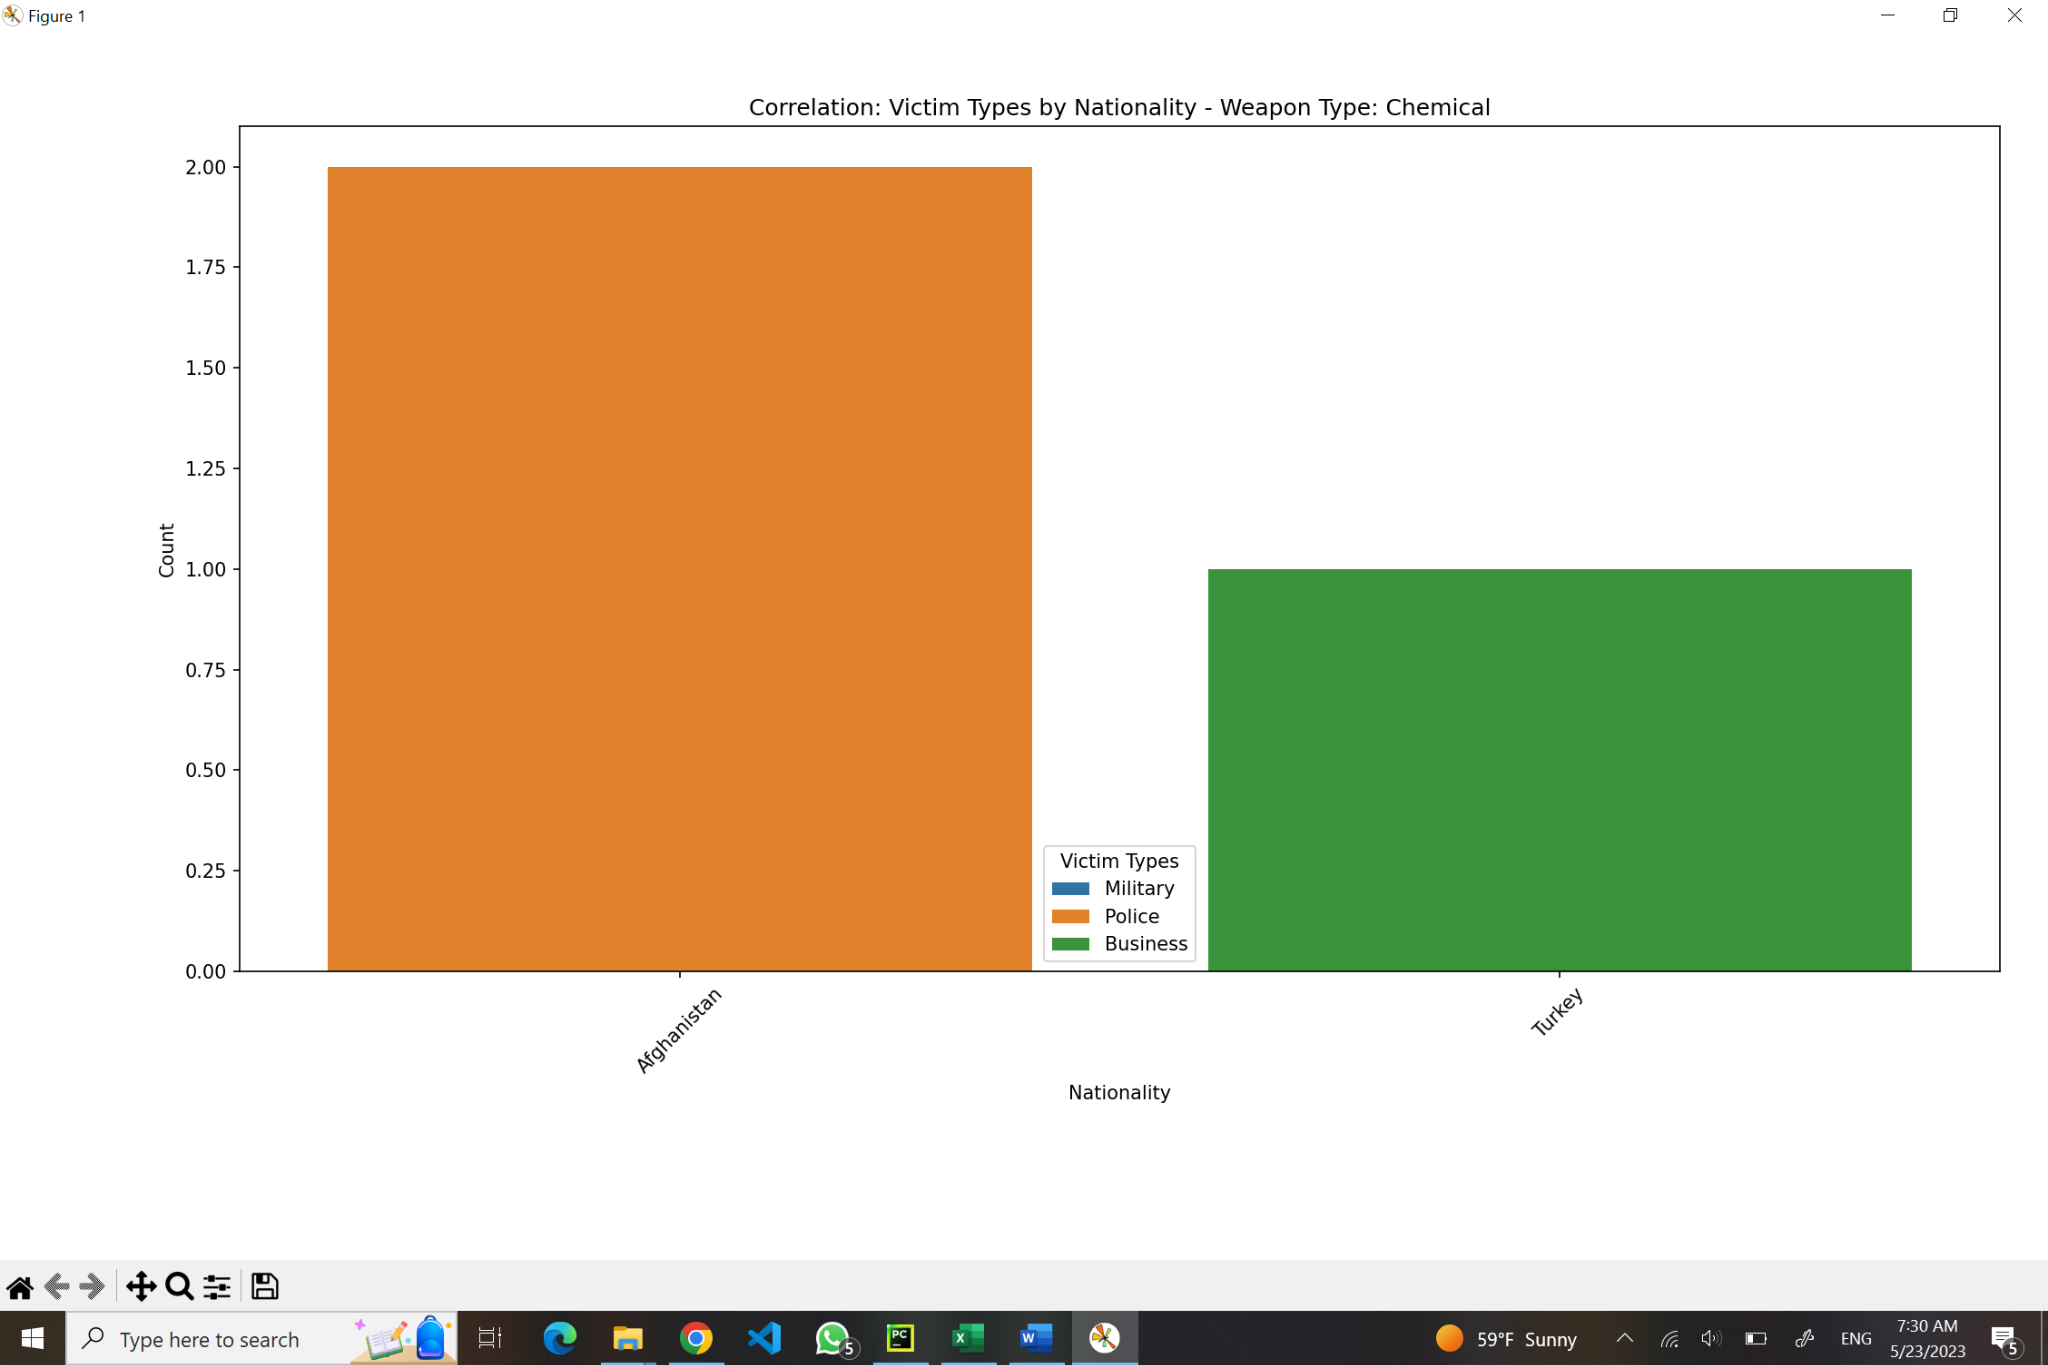 Figure 1
Correlation: Victim Types by Nationality - Weapon Type: Chemical
2.00
1.75
1.50
1.25
1.00
0.75
0.50
0.25
0.00
Count
Victim Types
Military
Police
Business
Afghanistan
Turkey
Nationality
Type here to search
5
PC
X
W
59°F Sunny
ENG
7:30 AM
5/23/2023
5